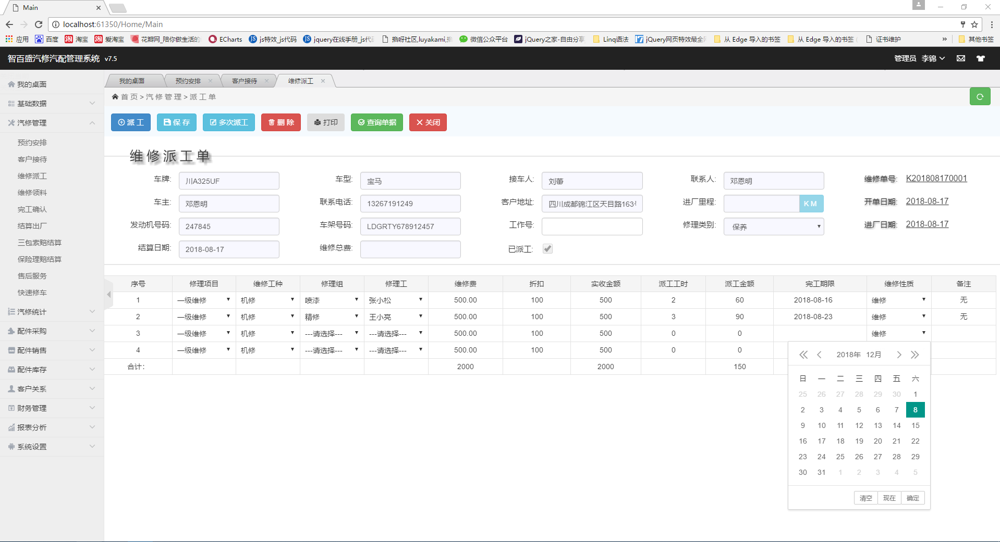 Main
localhost:61350/Home/Main
应用 百度 淘宝 爱淘宝 花瓣网_陪你做生活的 ECharts js特效_js代码 jquery在线手册_js代 撸呀社区,luyakami,撸 微信公众平台 jQuery之家-自由分享 Linq语法 jQuery网页特效最全 从 Edge 导入的书签 从 Edge 导入的书签 ( 证书维护 » 其他书签
智百盛汽修汽配管理系统 v7.5 管理员 李锦
我的桌面
基础数据
汽修管理
预约安排
客户接待
维修派工
维修领料
完工确认
结算出厂
三包索赔结算
保险理赔结算
售后服务
快速修车
汽修统计
配件采购
配件销售
配件库存
客户关系
财务管理
报表分析
系统设置
我的桌面 预约安排 客户接待 维修派工
首页 > 汽修管理 > 派工单
派工 保存 多次派工 删除 打印 查询单据 关闭
维修派工单
车牌: 川A325UF 车型: 宝马 接车人: 刘蕾 联系人: 邓恩明 维修单号: K201808170001
车主: 邓恩明 联系电话: 13267191249 客户地址: 四川成都锦江区天目路163号 进厂里程: KM 开单日期: 2018-08-17
发动机号码: 247845 车架号码: LDGRTY678912457 工作号: 修理类别: 保养 进厂日期: 2018-08-17
结算日期: 2018-08-17 维修总费: 已派工:
序号 修理项目 维修工种 修理组 修理工 维修费 折扣 实收金额 派工工时 派工金额 完工期限 维修性质 备注
1 一级维修 机修 喷漆 张小松 500.00 100 500 2 60 2018-08-16 维修 无
2 一级维修 机修 精修 王小亮 500.00 100 500 3 90 2018-08-23 维修 无
3 一级维修 机修 ---请选择--- ---请选择--- 500.00 100 500 0 0 维修
4 一级维修 机修 ---请选择--- ---请选择--- 500.00 100 500 0 0
合计: 2000 2000 150
2018年 12月
日 一 二 三 四 五 六
25 26 27 28 29 30 1
2 3 4 5 6 7 8
9 10 11 12 13 14 15
16 17 18 19 20 21 22
23 24 25 26 27 28 29
30 31 1 2 3 4 5
清空 现在 确定